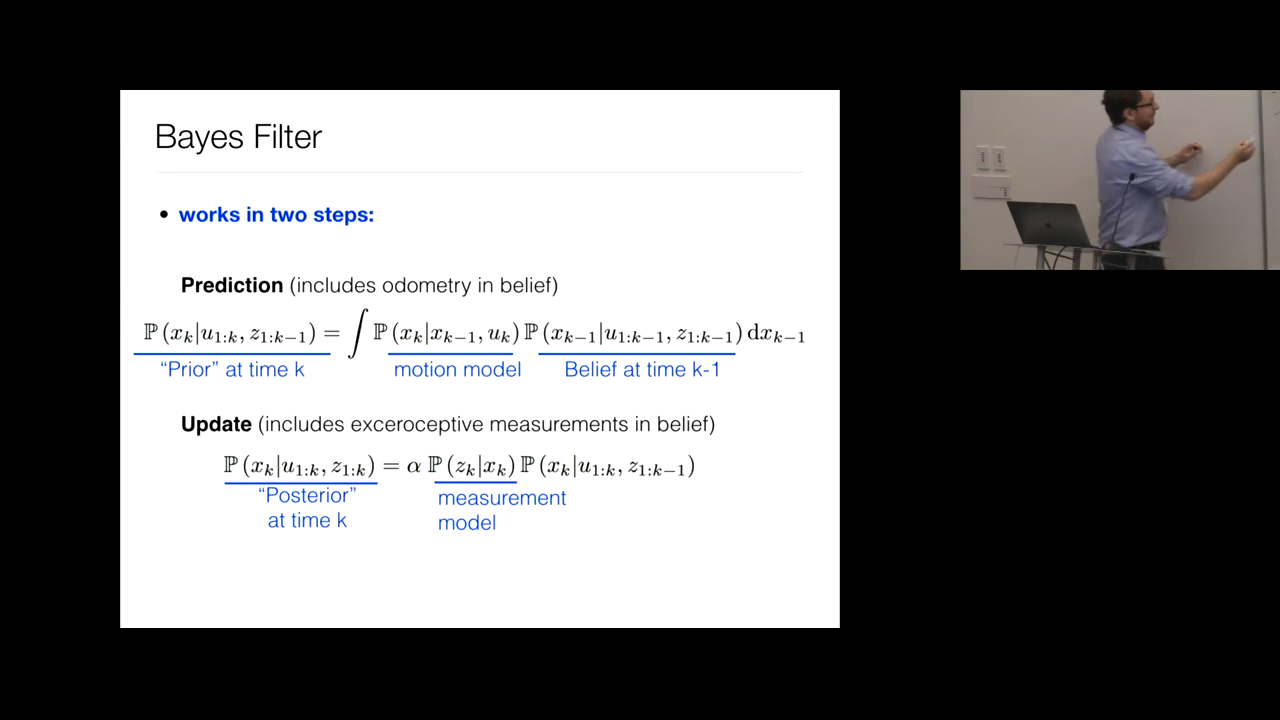 Bayes Filter
• works in two steps:
Prediction (includes odometry in belief)
ℙ(x_k|u_{1:k}, z_{1:k−1}) = ∫ ℙ(x_k|x_{k−1}, u_k) ℙ(x_{k−1}|u_{1:k−1}, z_{1:k−1}) dx_{k−1}
“Prior” at time k motion model Belief at time k-1
Update (includes exceroceptive measurements in belief)
ℙ(x_k|u_{1:k}, z_{1:k}) = α ℙ(z_k|x_k) ℙ(x_k|u_{1:k}, z_{1:k−1})
“Posterior” measurement
at time k model